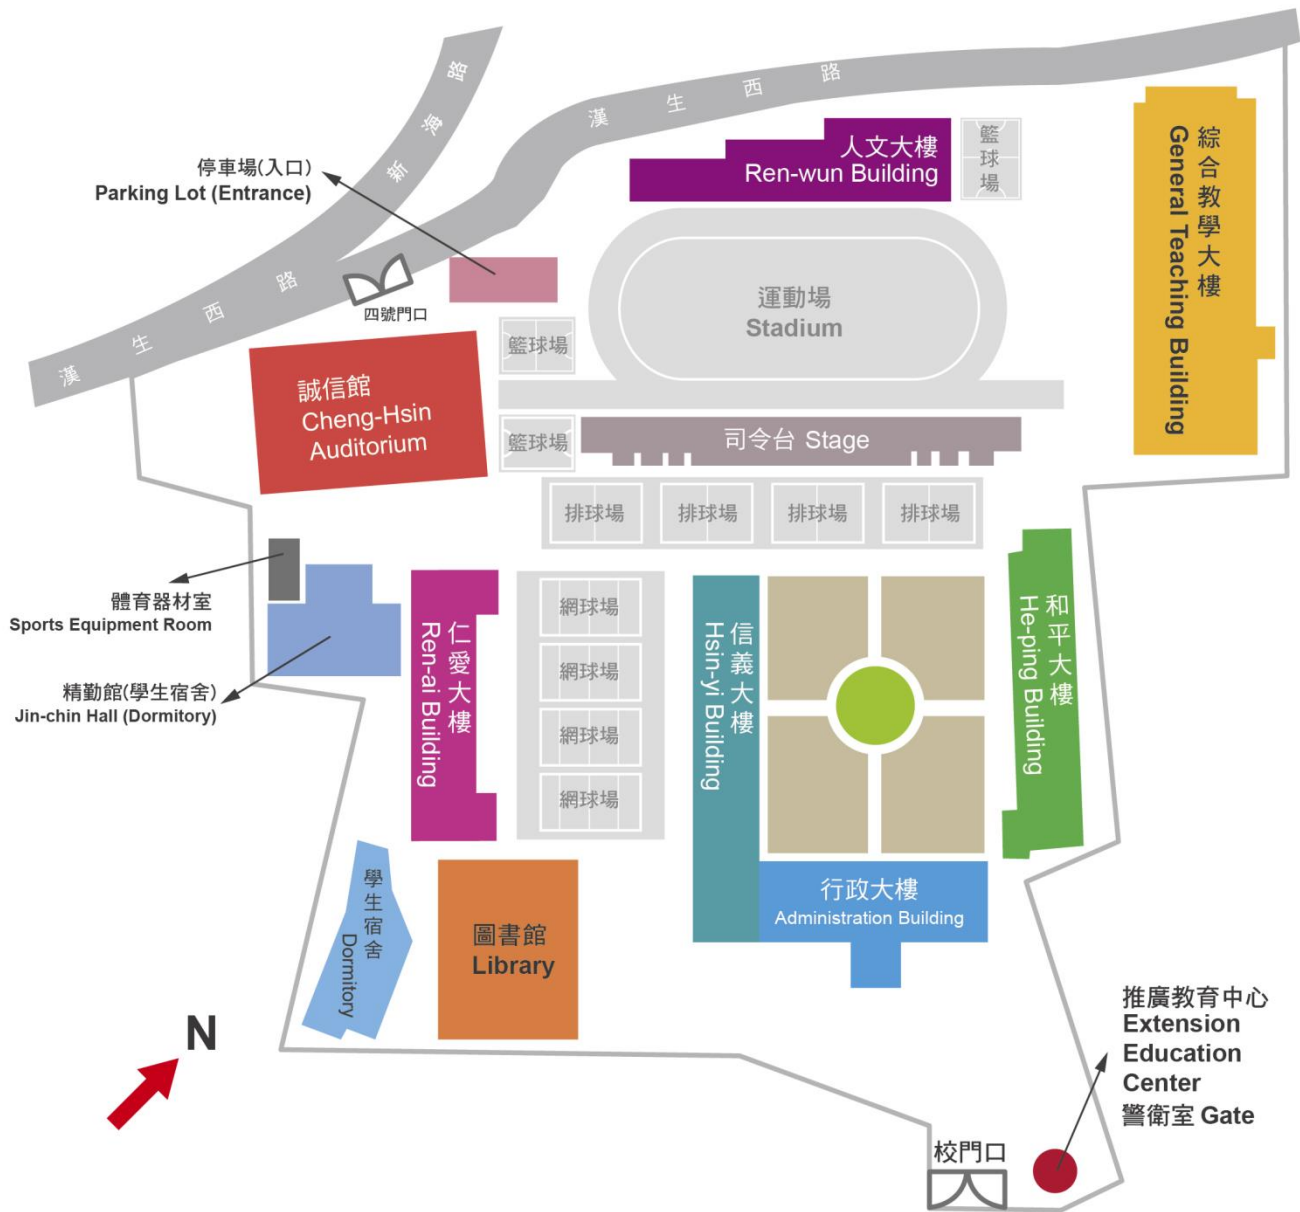 漢生西路
新海路
漢生西路
停車場(入口)
Parking Lot (Entrance)
四號門口
人文大樓
Ren-wun Building
籃球場
綜合教學大樓
General Teaching Building
運動場
Stadium
籃球場
誠信館
Cheng-Hsin
Auditorium
籃球場
司令台 Stage
排球場
排球場
排球場
排球場
體育器材室
Sports Equipment Room
精勤館(學生宿舍)
Jin-chin Hall (Dormitory)
仁愛大樓
Ren-ai Building
網球場
網球場
網球場
網球場
信義大樓
Hsin-yi Building
和平大樓
He-ping Building
學生宿舍
Dormitory
圖書館
Library
行政大樓
Administration Building
N
推廣教育中心
Extension
Education
Center
警衛室 Gate
校門口